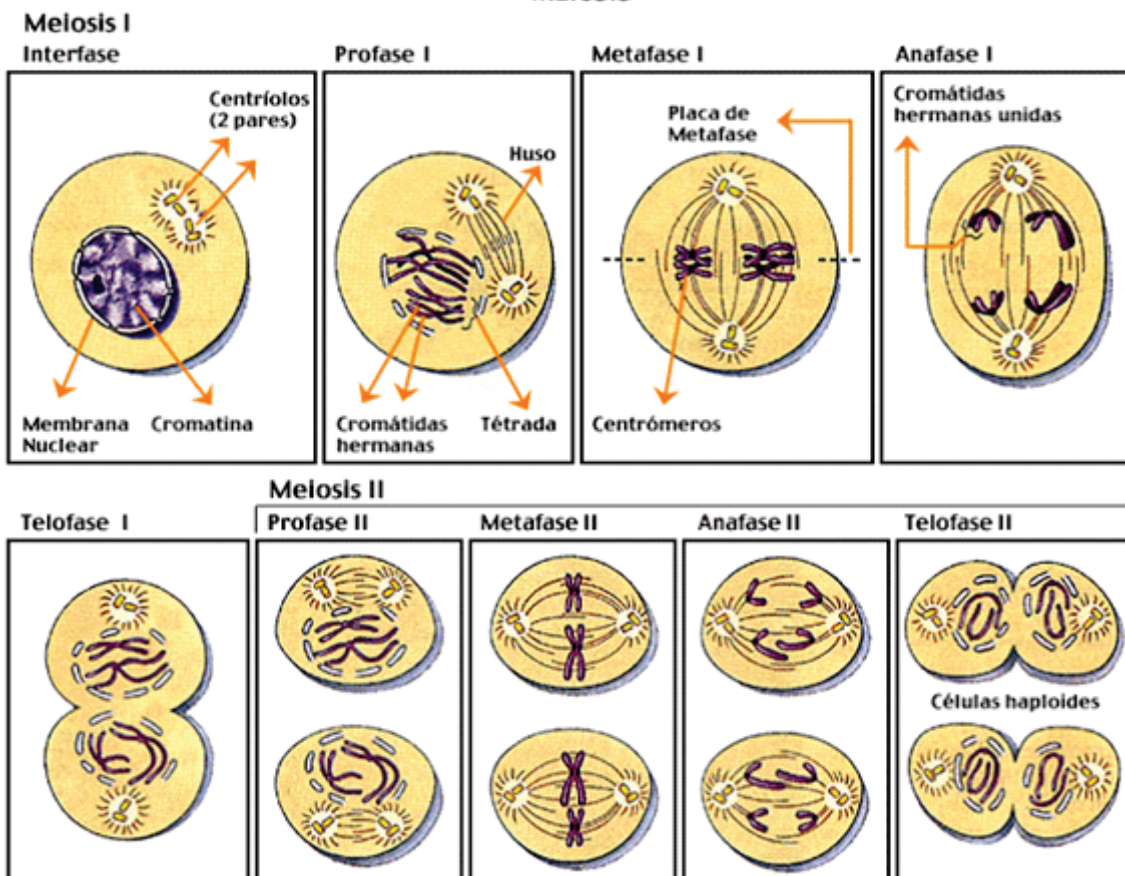 Meiosis I
Interfase
Profase I
Metafase I
Anafase I
Centríolos
(2 pares)
Membrana
Nuclear
Cromatina
Huso
Cromátidas
hermanas
Tétrada
Placa de
Metafase
Centrómeros
Cromátidas
hermanas unidas
Meiosis II
Telofase I
Profase II
Metafase II
Anafase II
Telofase II
Células haploides